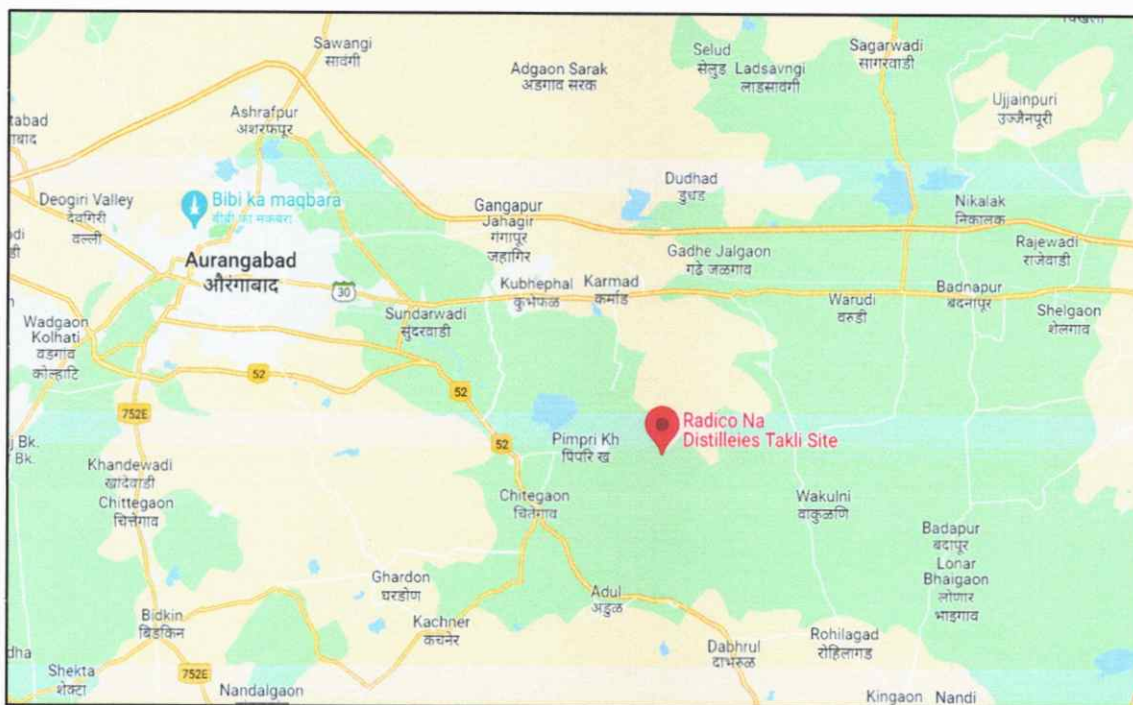 Sawangi
सावंगी
Adgaon Sarak
अडगाव सरक
Selud
सेलुड
Ladsavngi
लाडसावंगी
Sagarwadi
सागरवाडी
Ashrafpur
अशरफपूर
Ujjainpuri
उज्जैनपूरी
Deogiri Valley
देवगिरी
वल्ली
Bibi ka maqbara
बीबी का मकबरा
Dudhad
दुधड
Gangapur
Jahagir
गंगापूर
जहागिर
Nikalak
निकालक
Gadhe Jalgaon
गढे जळगाव
Rajewadi
राजेवाडी
Aurangabad
औरंगाबाद
30
Kubhephal
कुभेफळ
Karmad
कर्माड
Warudi
वरुडी
Badnapur
बदनापूर
Shelgaon
शेलगाव
Sundarwadi
सुंदरवाडी
Wadgaon
Kolhati
वडगाव
कोल्हाटि
52
52
752E
52
Radico Na
Distilleies Takli Site
Pimpri Kh
पिंपरि ख
Bk.
Bk.
Khandewadi
खांदेवाडी
Chittegaon
चित्तेगाव
Chitegaon
चितेगाव
Wakulni
वाकुळणि
Badapur
बदापूर
Lonar
Bhaigaon
लोणार
भाइगाव
Ghardon
घरडोण
Adul
अडुळ
Bidkin
बिडकिन
Kachner
कचनेर
Dabhrul
दाभरुळ
Rohilagad
रोहिलागड
Shekta
शेक्टा
752E
Nandalgaon
Kingaon
Nandi